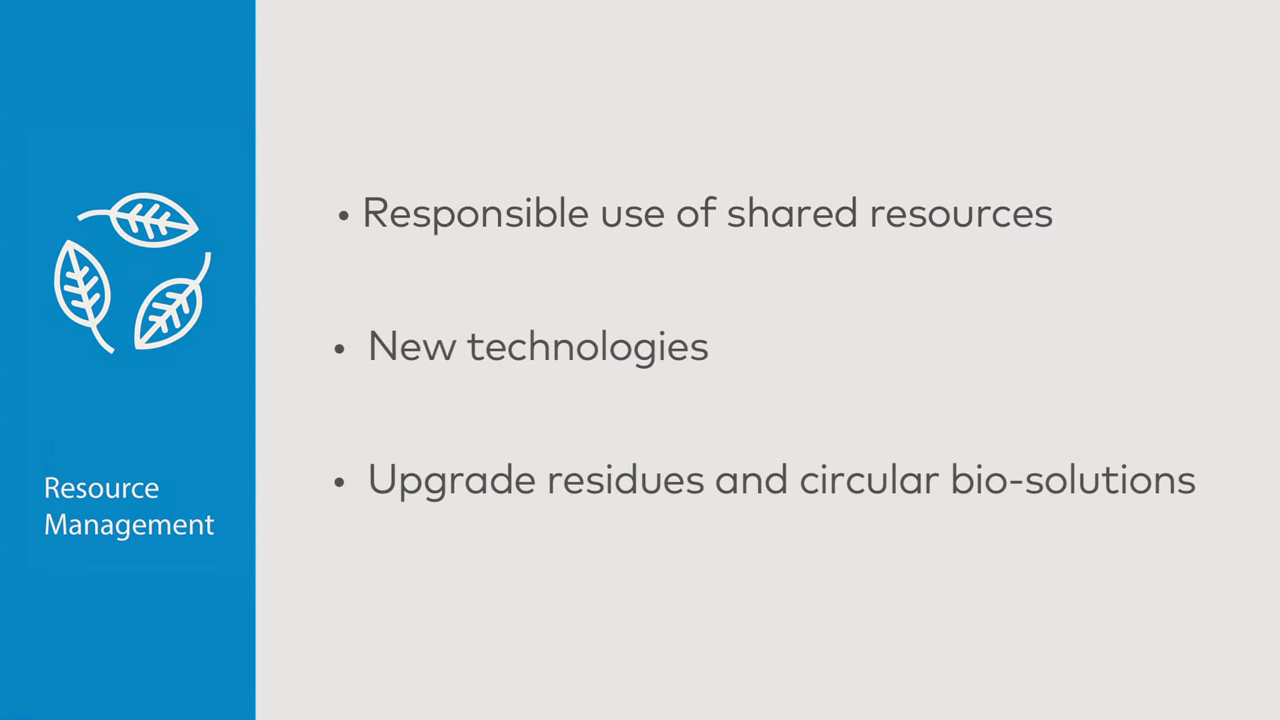 Resource
Management
• Responsible use of shared resources
• New technologies
• Upgrade residues and circular bio-solutions